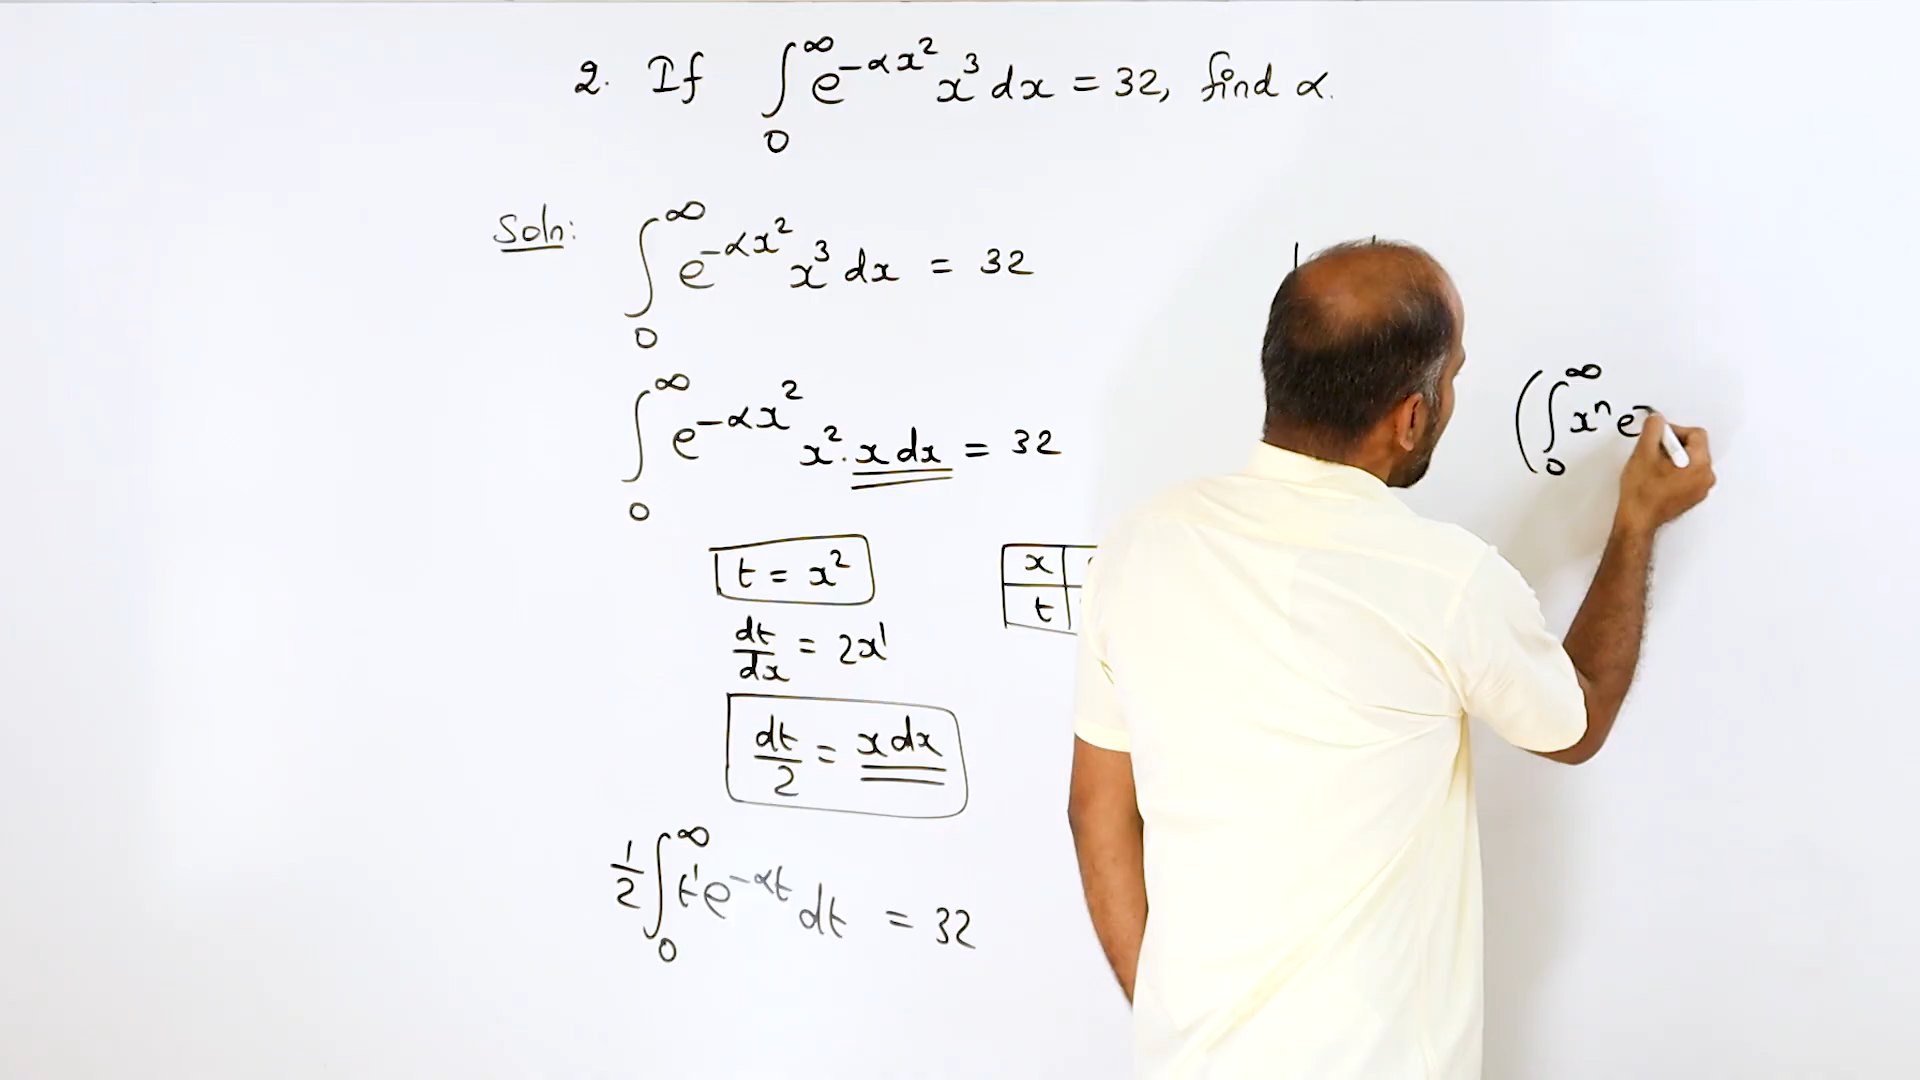 2. If ∫₀^∞ e^{-αx²} x³ dx = 32, find α.
Soln: ∫₀^∞ e^{-αx²} x³ dx = 32
∫₀^∞ e^{-αx²} x². x dx = 32
t = x²
x
t
dt/dx = 2x¹
dt/2 = x dx
1/2 ∫₀^∞ t¹ e^{-αt} dt = 32
( ∫₀^∞ xⁿ e^-